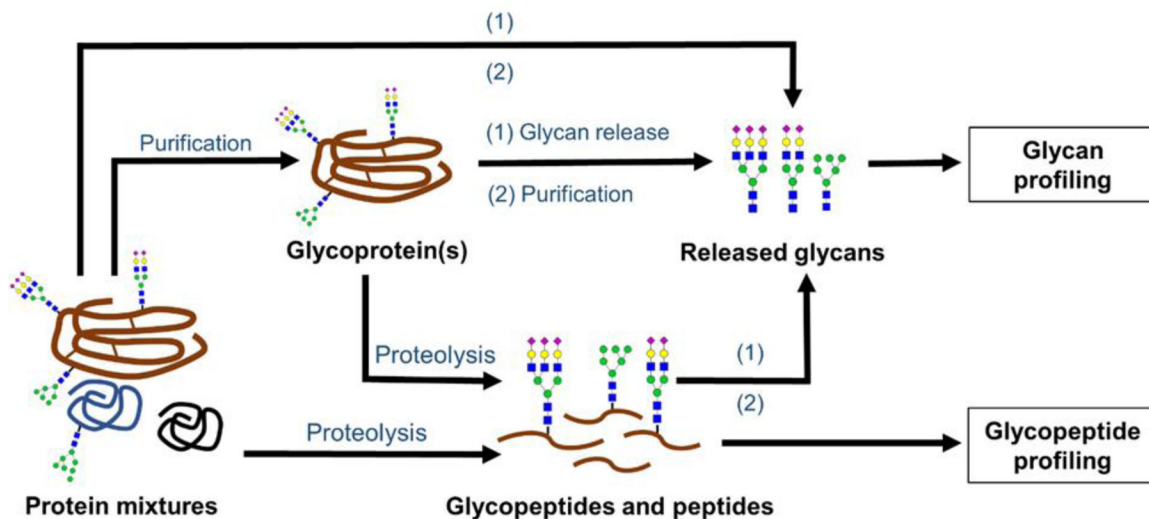 (1)
(2)
Purification
(1) Glycan release
(2) Purification
Glycan
profiling
Glycoprotein(s)
Released glycans
Proteolysis
(1)
(2)
Proteolysis
Glycopeptide
profiling
Protein mixtures
Glycopeptides and peptides